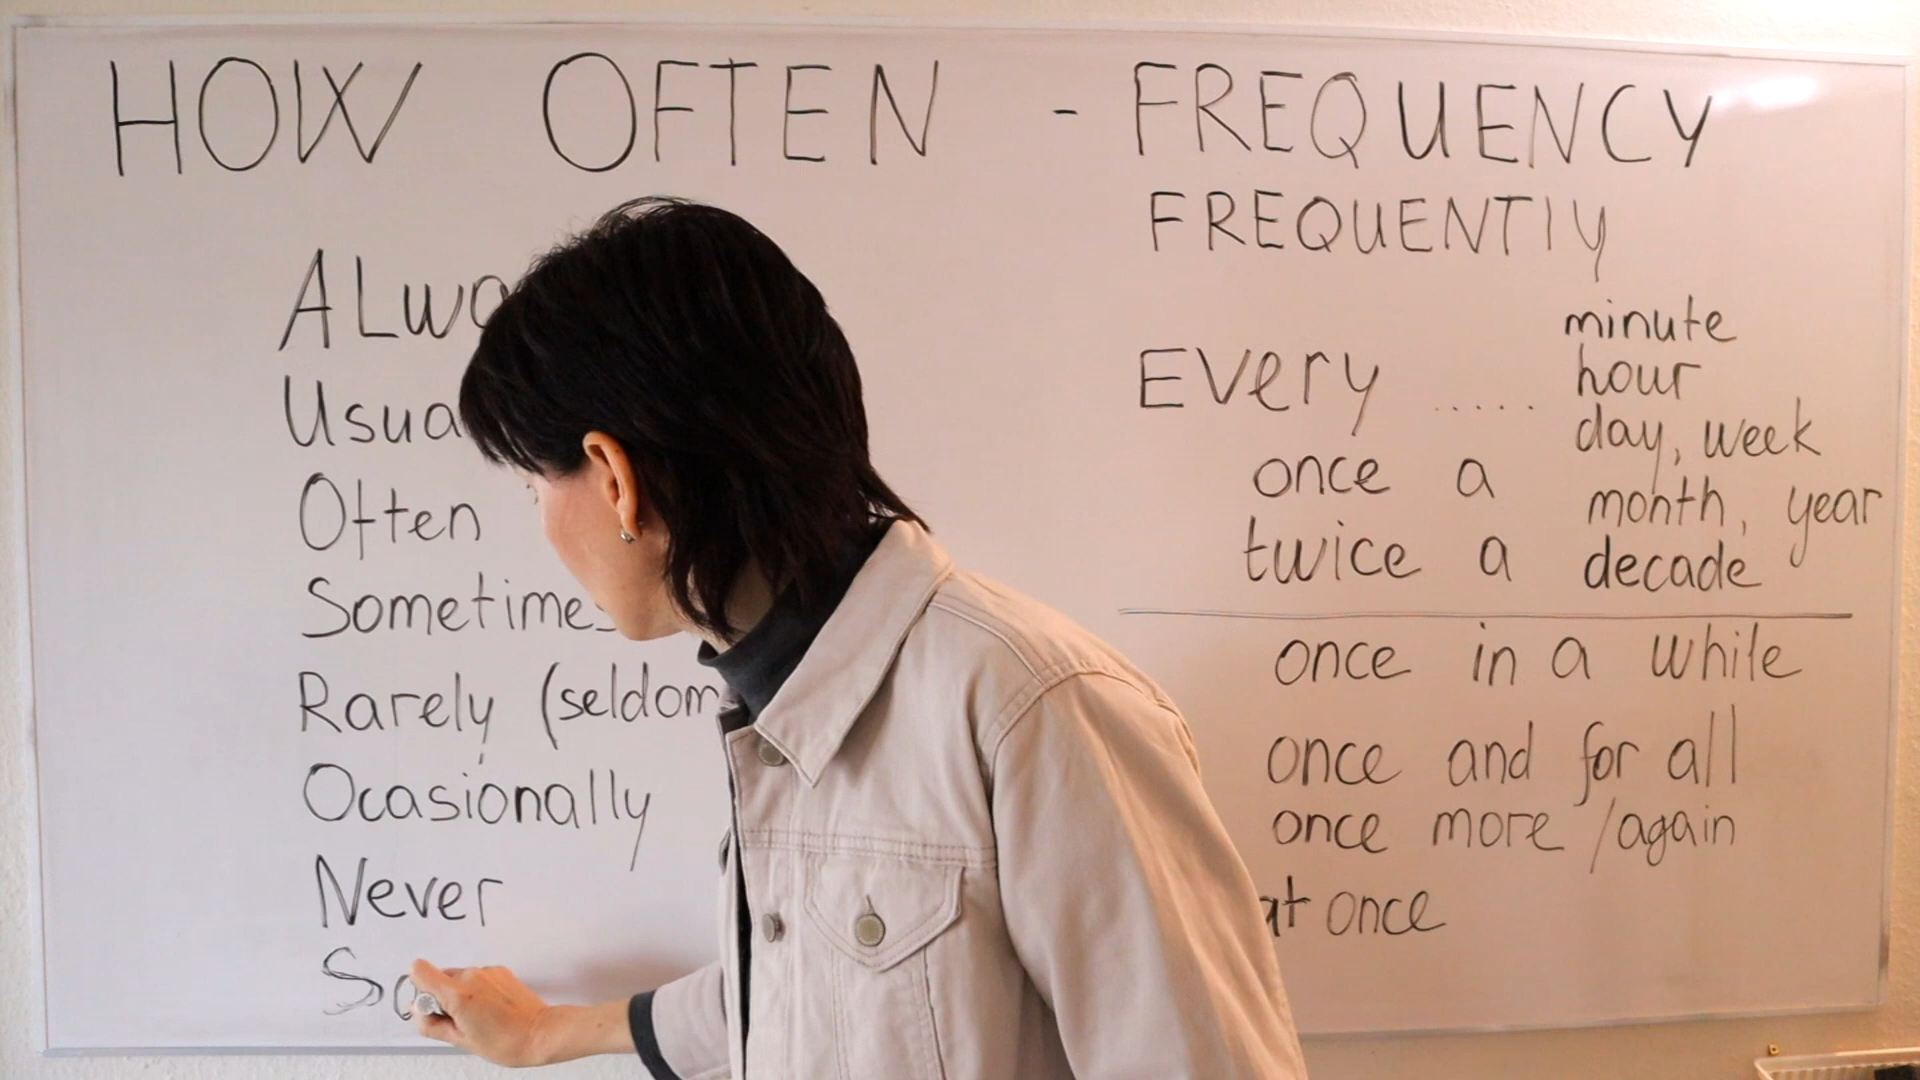 HOW OFTEN - FREQUENCY
FREQUENTLY
ALwa
Usua
Often
Sometimes
Rarely (seldom
Ocasionally
Never
So
EVery .....
minute
hour
day, week
month, year
decade
once a
twice a
once in a while
once and for all
once more /again
at once